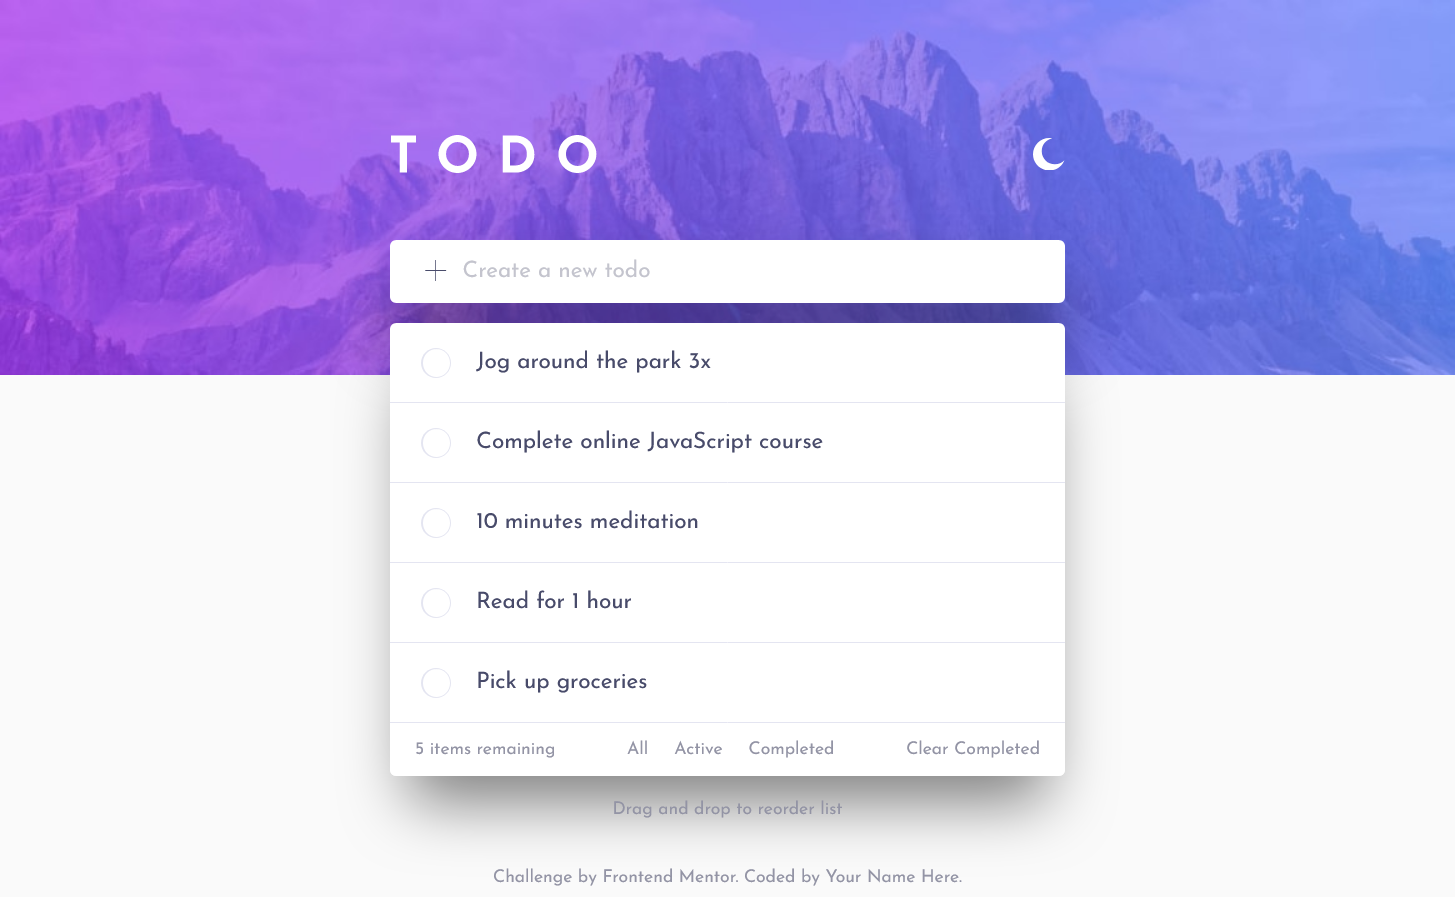 TODO
Create a new todo
Jog around the park 3x
Complete online JavaScript course
10 minutes meditation
Read for 1 hour
Pick up groceries
5 items remaining All Active Completed Clear Completed
Drag and drop to reorder list
Challenge by Frontend Mentor. Coded by Your Name Here.